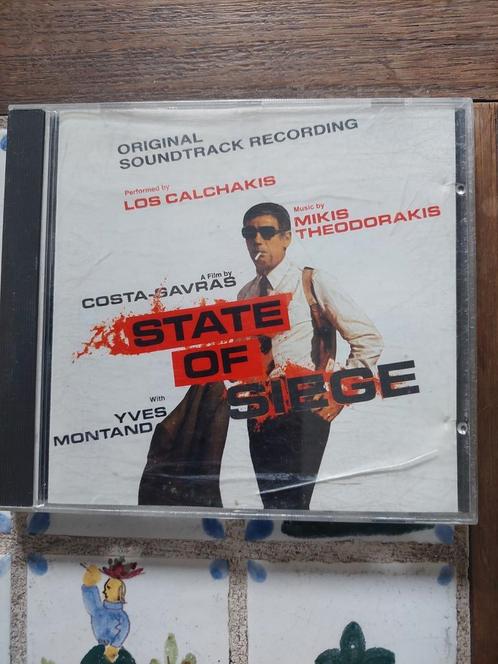 ORIGINAL
SOUNDTRACK RECORDING
Performed by
LOS CALCHAKIS
Music by
MIKIS
THEODORAKIS
A Film by
COSTA-GAVRAS
STATE
OF
SIEGE
With
YVES
MONTAND